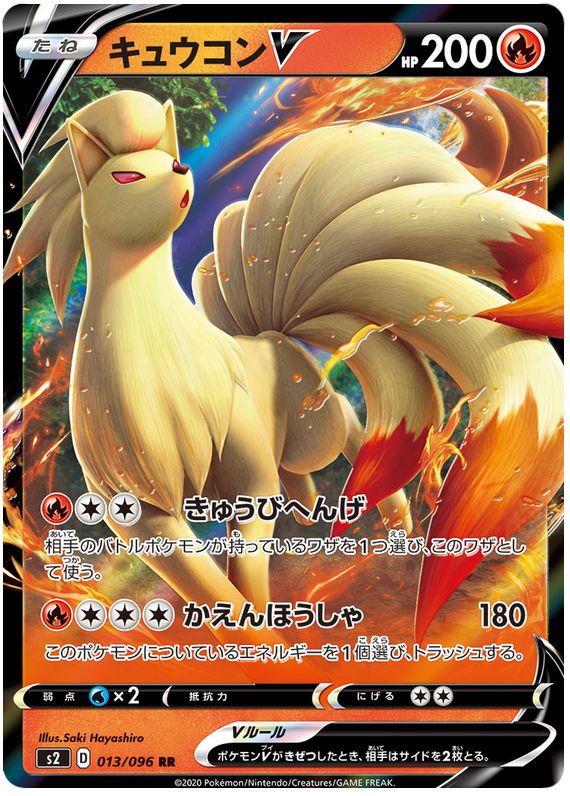 たね キュウコンV HP200
きゅうびへんげ
相手のバトルポケモンが持っているワザを1つ選び、このワザとし
て使う。
かえんほうしゃ 180
このポケモンについているエネルギーを1個選び、トラッシュする。
弱点 ×2 抵抗力 にげる
Illus.Saki Hayashiro
Vルール
s2 D 013/096 RR
ポケモンVがきぜつしたとき、相手はサイドを2枚とる。
©2020 Pokémon/Nintendo/Creatures/GAME FREAK.